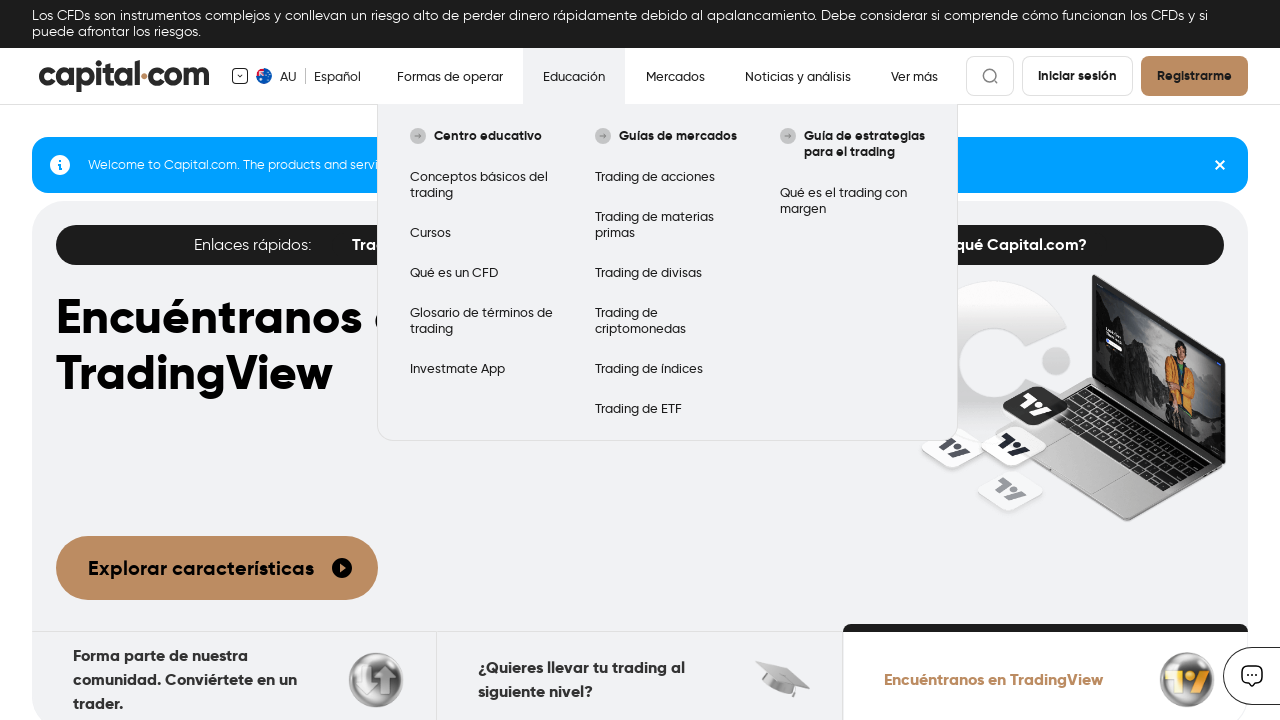 Los CFDs son instrumentos complejos y conllevan un riesgo alto de perder dinero rápidamente debido al apalancamiento. Debe considerar si comprende cómo funcionan los CFDs y si
puede afrontar los riesgos.
capital.com
AU
Español
Formas de operar
Educación
Mercados
Noticias y análisis
Ver más
Iniciar sesión
Registrarme
Centro educativo
Conceptos básicos del
trading
Cursos
Qué es un CFD
Glosario de términos de
trading
Investmate App
Guías de mercados
Trading de acciones
Trading de materias
primas
Trading de divisas
Trading de
criptomonedas
Trading de índices
Trading de ETF
Guía de estrategias
para el trading
Qué es el trading con
margen
Welcome to Capital.com. The products and servi
Enlaces rápidos:
qué Capital.com?
Encuéntranos
TradingView
Explorar características
Forma parte de nuestra
comunidad. Conviértete en un
trader.
¿Quieres llevar tu trading al
siguiente nivel?
Encuéntranos en TradingView